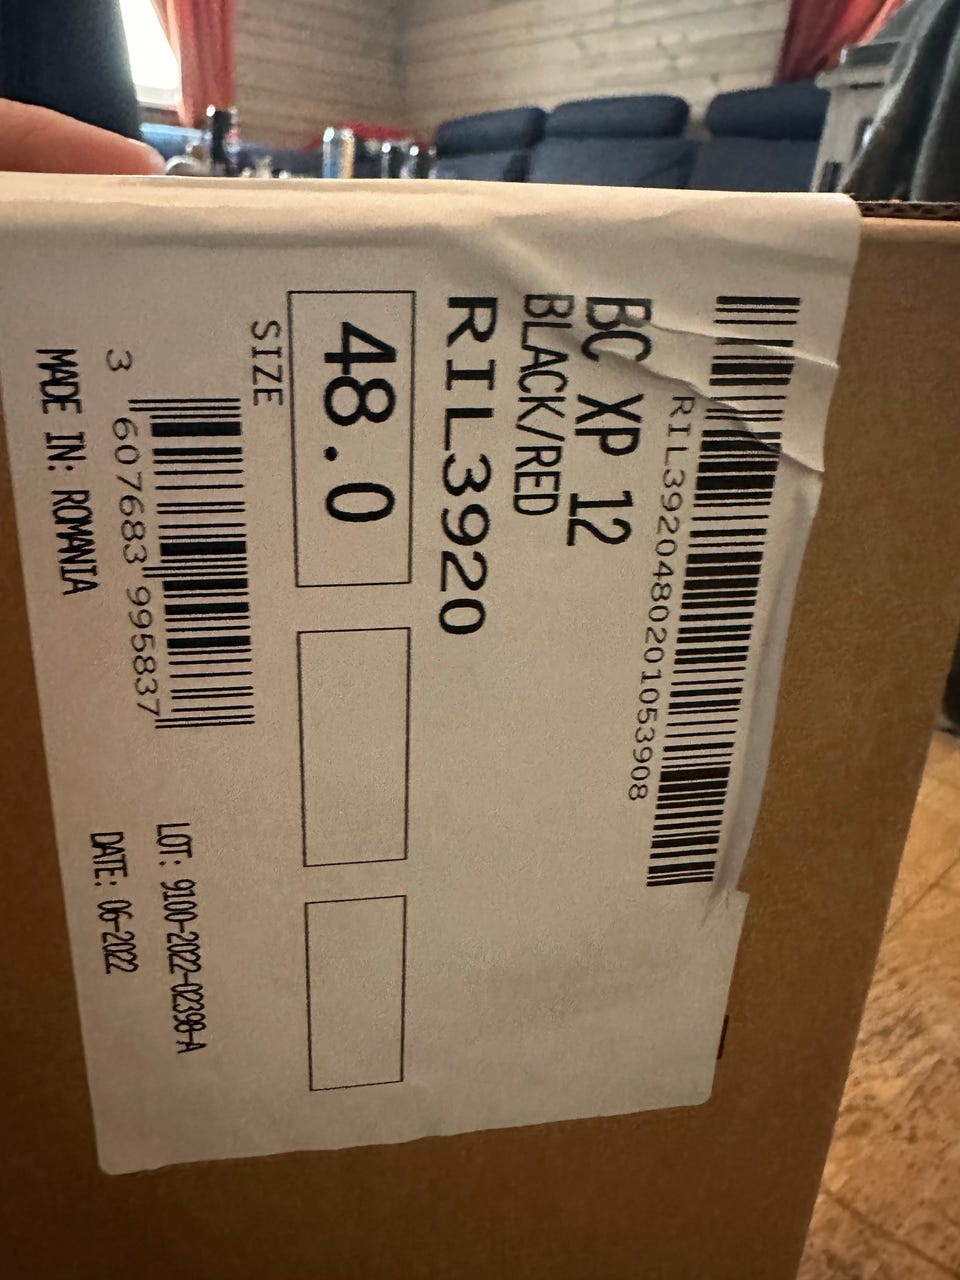 RIL3920480201053908
BC XP 12
BLACK/RED
RIL3920
48.0
SIZE
3 607683 995837
MADE IN: ROMANIA
LOT: 9100-2022-02398-A
DATE: 06-2022